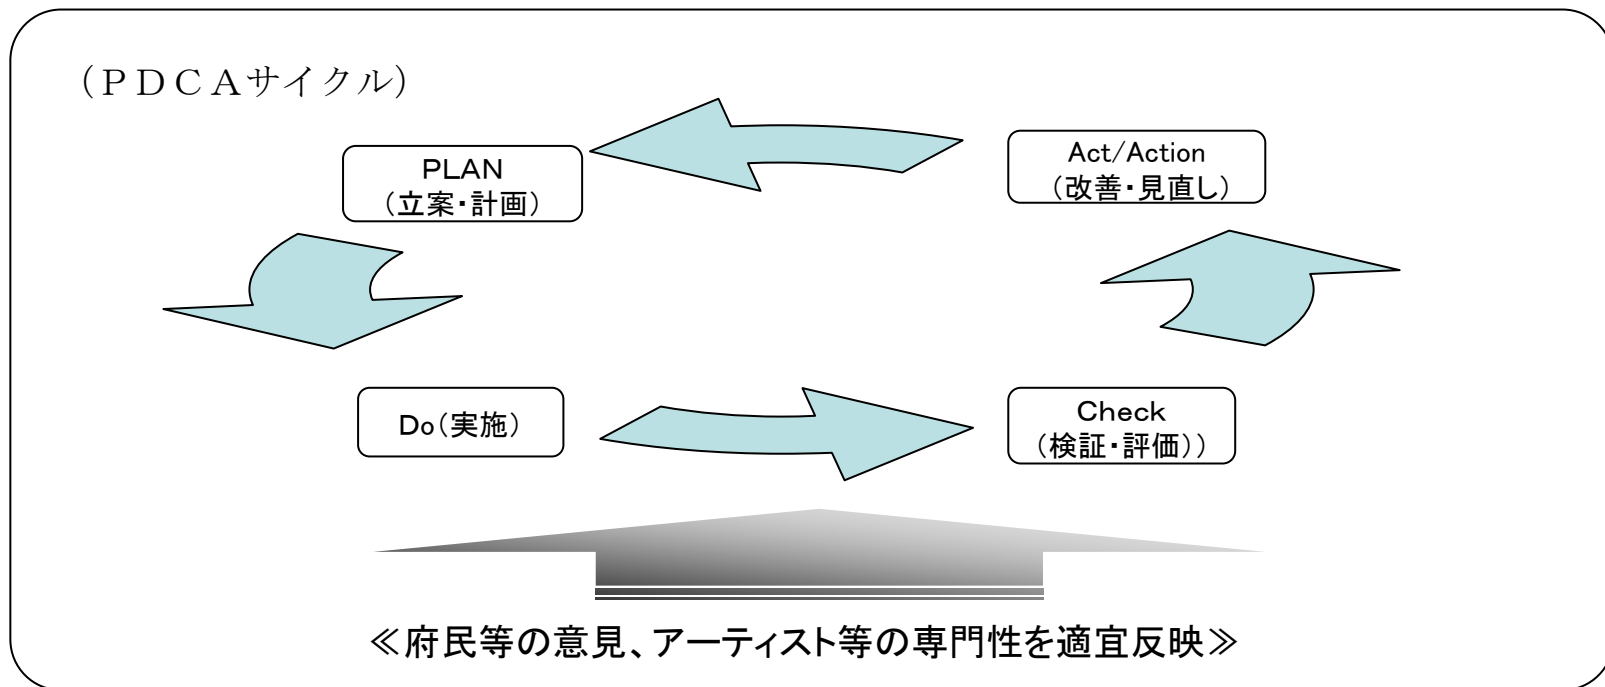 （ＰＤＣＡサイクル）
PLAN
（立案・計画）
Act/Action
（改善・見直し）
Do（実施）
Check
（検証・評価））
≪府民等の意見、アーティスト等の専門性を適宜反映≫